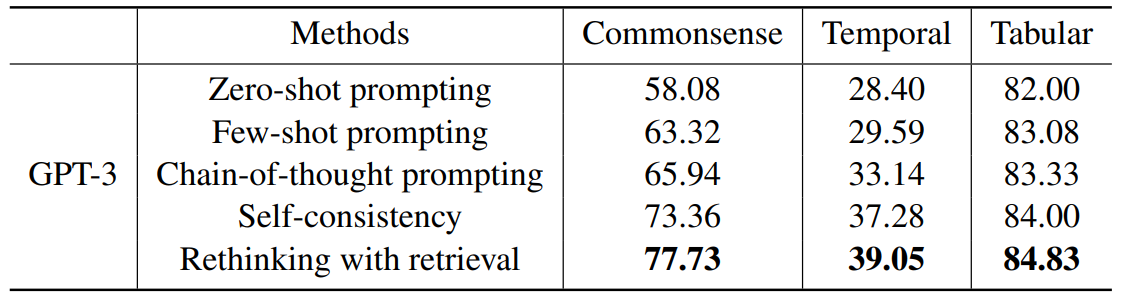 Methods Commonsense Temporal Tabular
Zero-shot prompting 58.08 28.40 82.00
Few-shot prompting 63.32 29.59 83.08
GPT-3 Chain-of-thought prompting 65.94 33.14 83.33
Self-consistency 73.36 37.28 84.00
Rethinking with retrieval 77.73 39.05 84.83